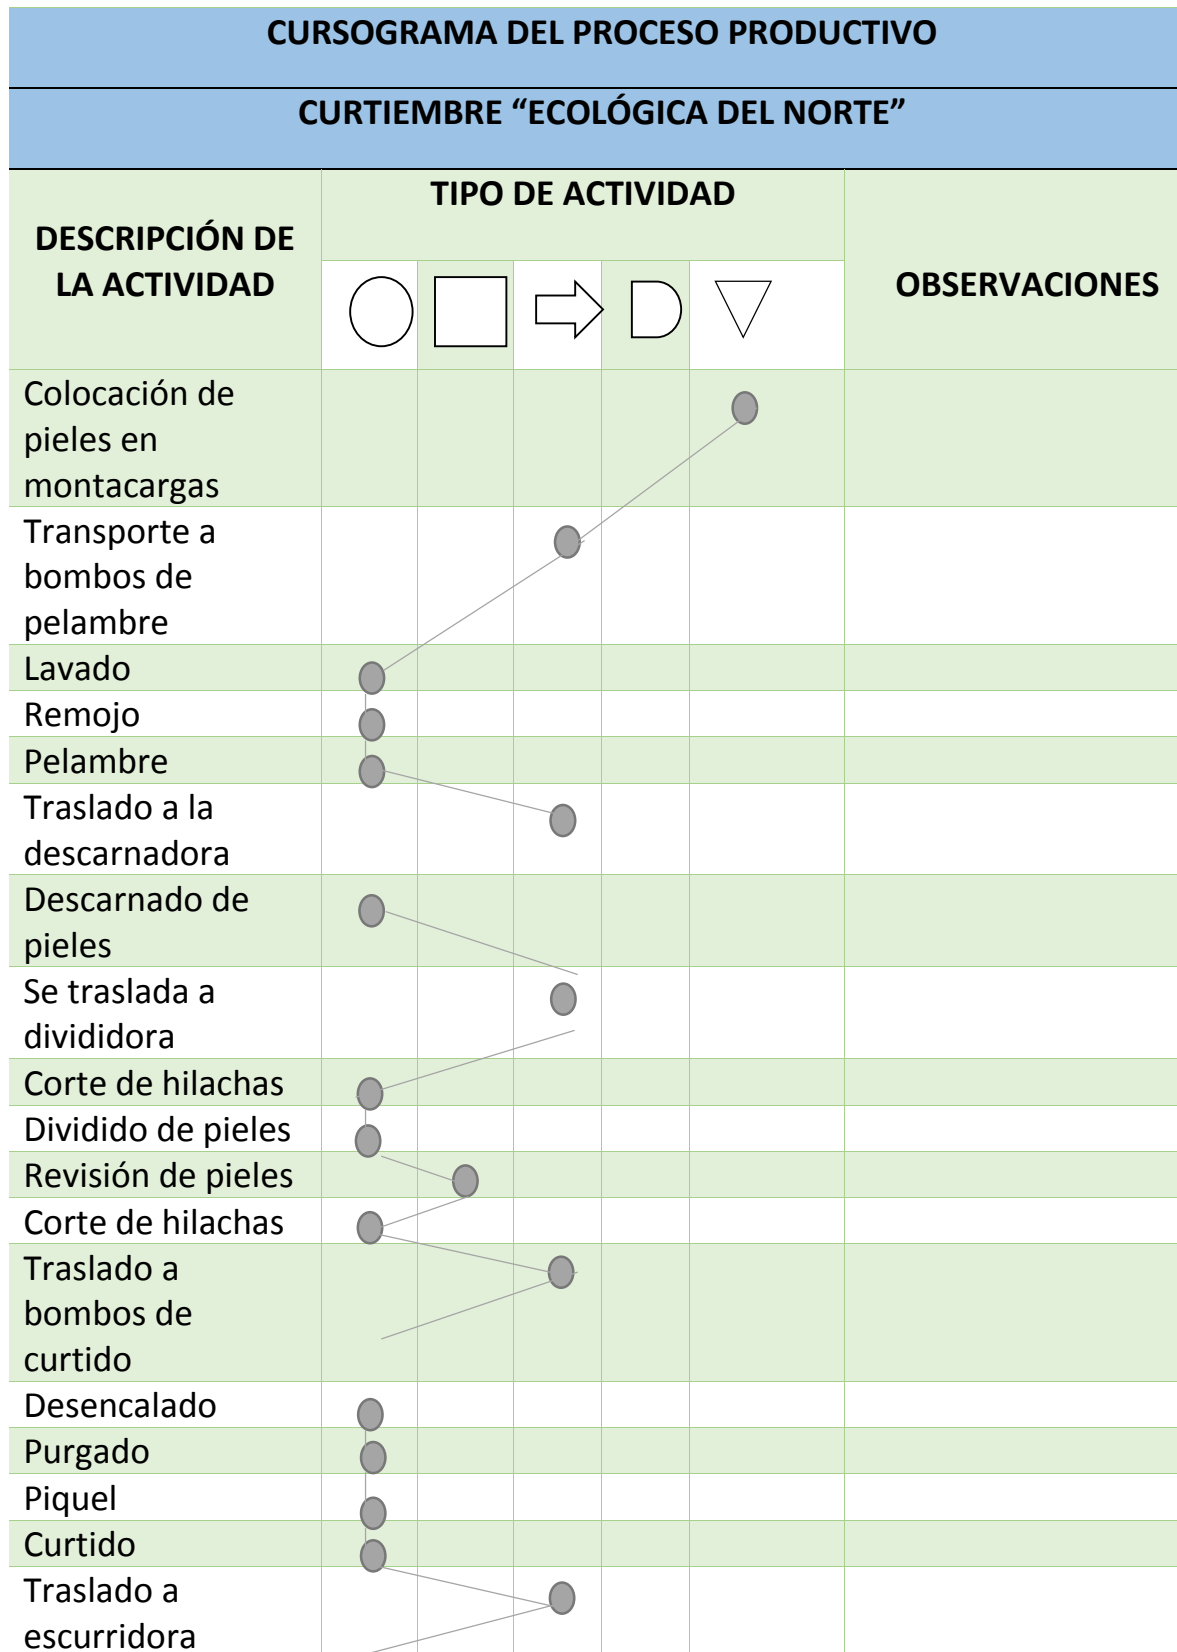 CURSOGRAMA DEL PROCESO PRODUCTIVO
CURTIEMBRE “ECOLÓGICA DEL NORTE”
DESCRIPCIÓN DE
LA ACTIVIDAD
TIPO DE ACTIVIDAD
OBSERVACIONES
Colocación de
pieles en
montacargas
Transporte a
bombos de
pelambre
Lavado
Remojo
Pelambre
Traslado a la
descarnadora
Descarnado de
pieles
Se traslada a
divididora
Corte de hilachas
Dividido de pieles
Revisión de pieles
Corte de hilachas
Traslado a
bombos de
curtido
Desencalado
Purgado
Piquel
Curtido
Traslado a
escurridora